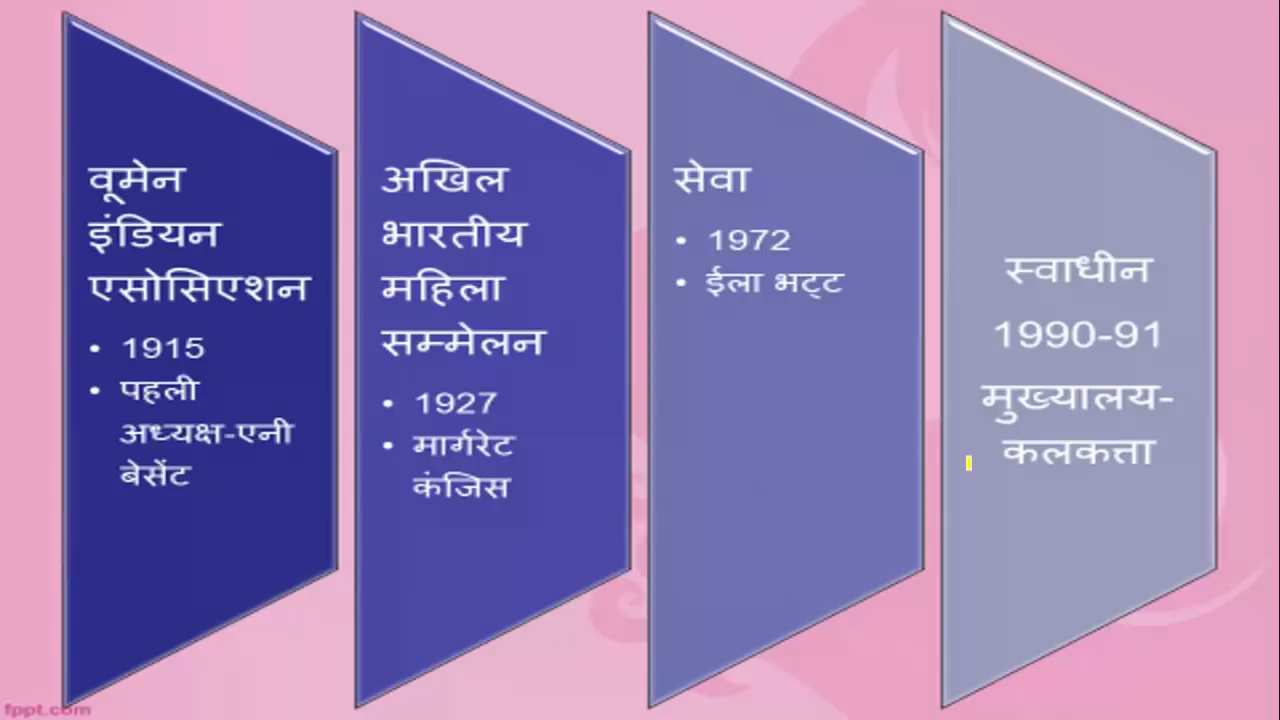 वूमेन
इंडियन
एसोसिएशन
• 1915
• पहली
अध्यक्ष-एनी
बेसेंट
अखिल
भारतीय
महिला
सम्मेलन
• 1927
• मार्गरेट
कंजिस
सेवा
• 1972
• ईला भट्ट
स्वाधीन
1990-91
मुख्यालय-
कलकत्ता
fppt.com